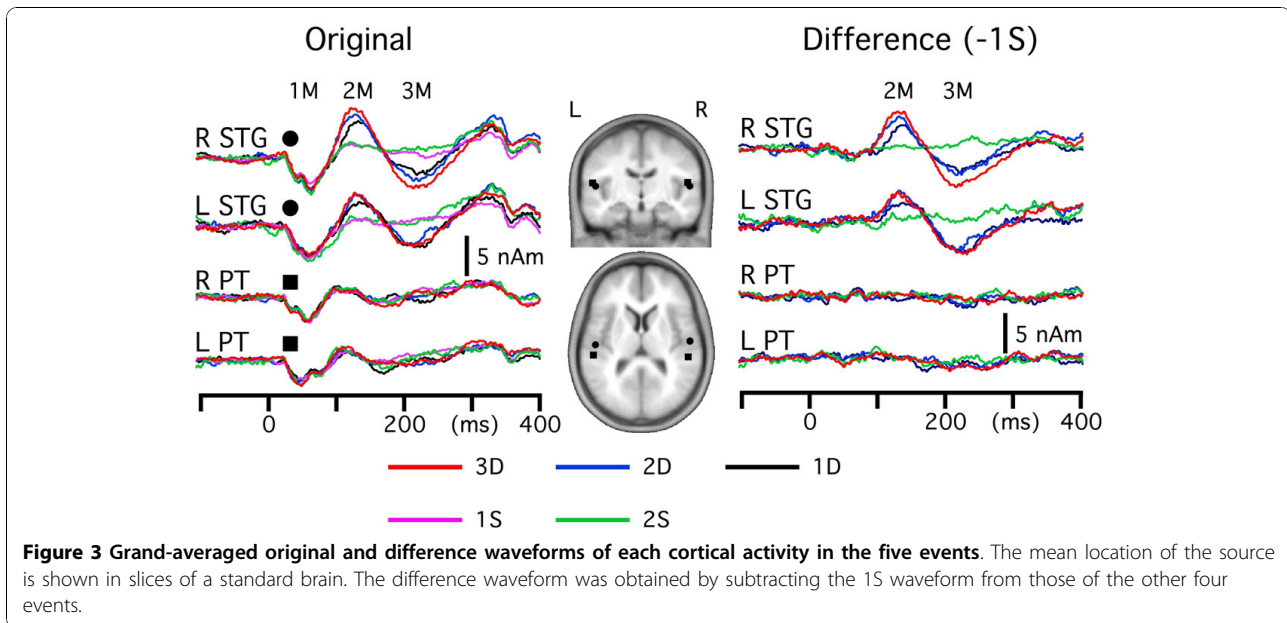 Original
Difference (-1S)
1M 2M 3M
2M 3M
L R
R STG
L STG
R PT
L PT
5 nAm
0 200 (ms) 400
R STG
L STG
R PT
L PT
5 nAm
0 200 (ms) 400
3D 2D 1D
1S 2S
Figure 3 Grand-averaged original and difference waveforms of each cortical activity in the five events. The mean location of the source
is shown in slices of a standard brain. The difference waveform was obtained by subtracting the 1S waveform from those of the other four
events.